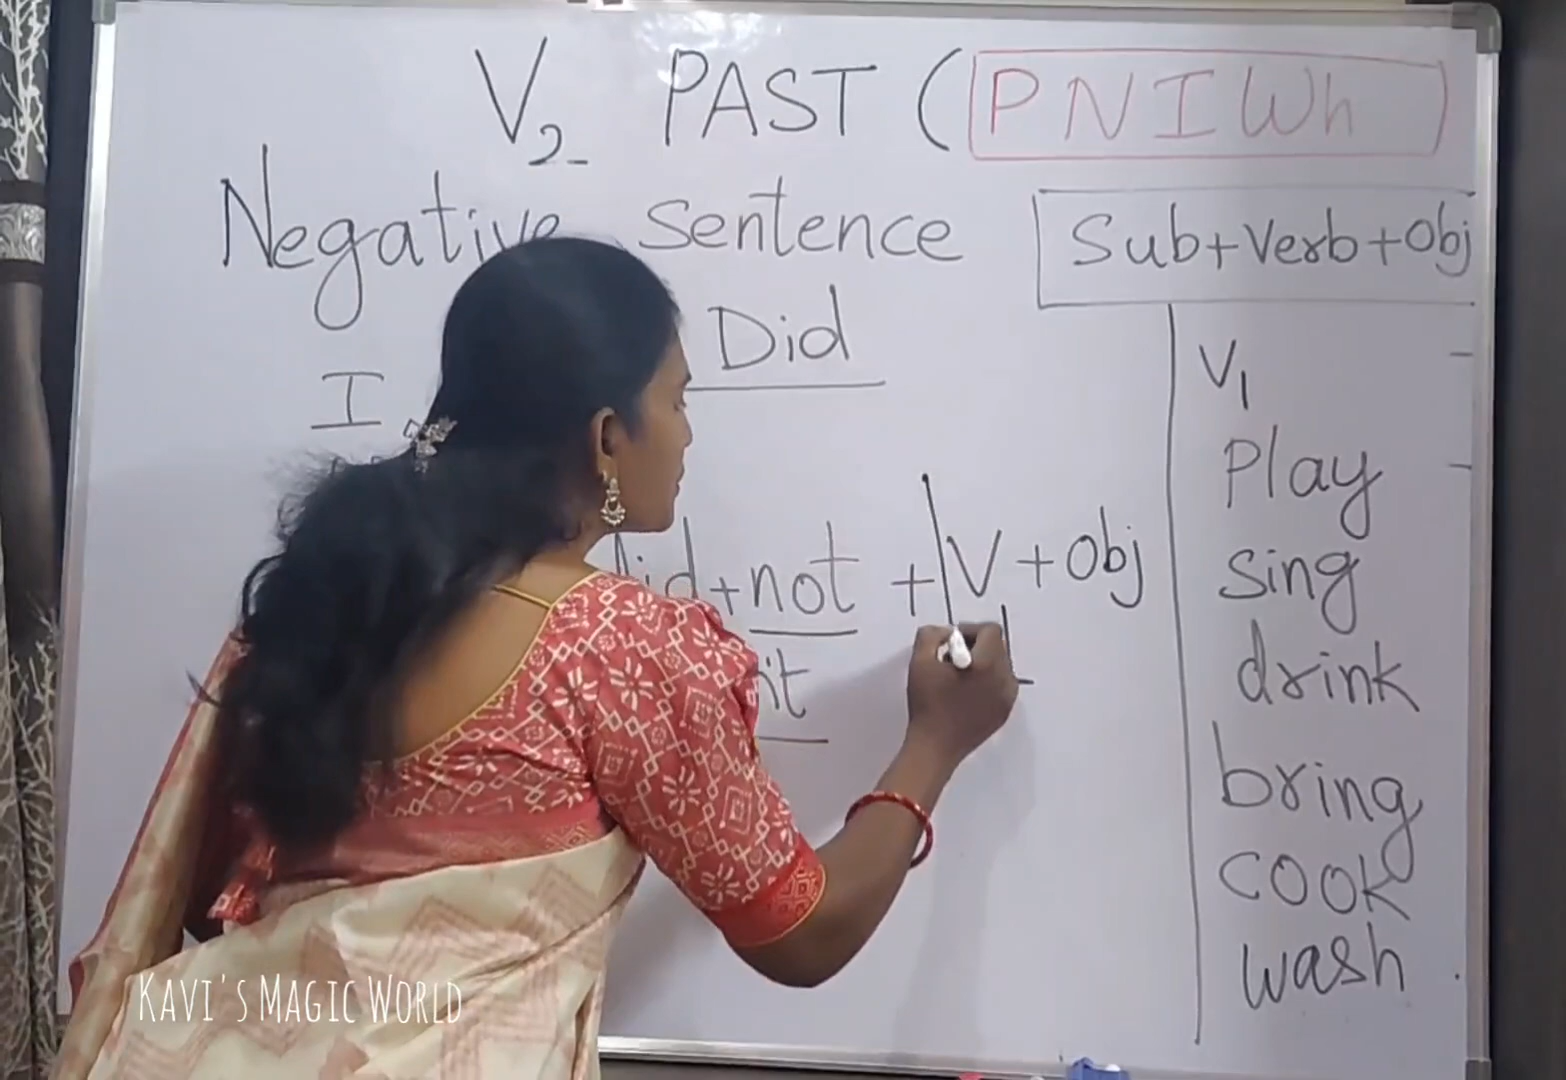 V2 PAST (PNIWh)
Negative sentence
Sub+Verb+Obj
Did
I
did+not + V + Obj
V1
Play
sing
drink
bring
cook
wash
KAVI'S MAGIC WORLD